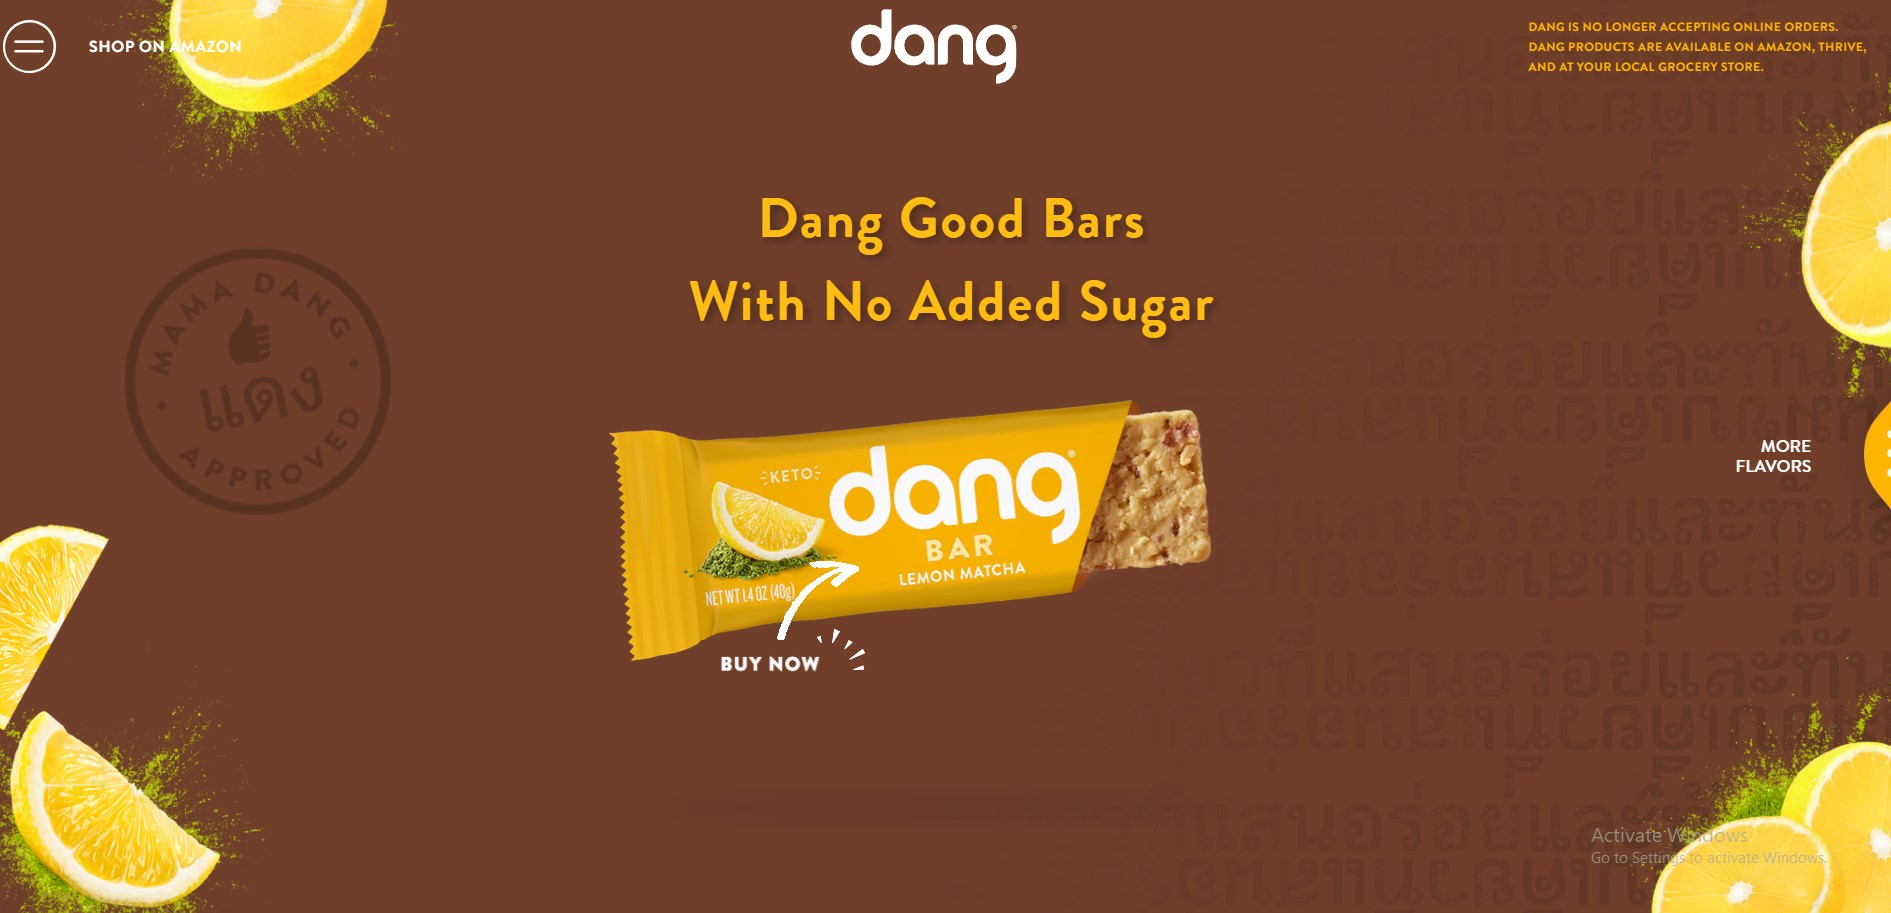 SHOP ON AMAZON
dang
DANG IS NO LONGER ACCEPTING ONLINE ORDERS.
DANG PRODUCTS ARE AVAILABLE ON AMAZON, THRIVE,
AND AT YOUR LOCAL GROCERY STORE.
Dang Good Bars
With No Added Sugar
MAMA DANG
แดง
APPROVED
KETO
dang
BAR
LEMON MATCHA
NET WT 1.4 OZ (40g)
BUY NOW
MORE
FLAVORS
Activate Windows
Go to Settings to activate Windows.